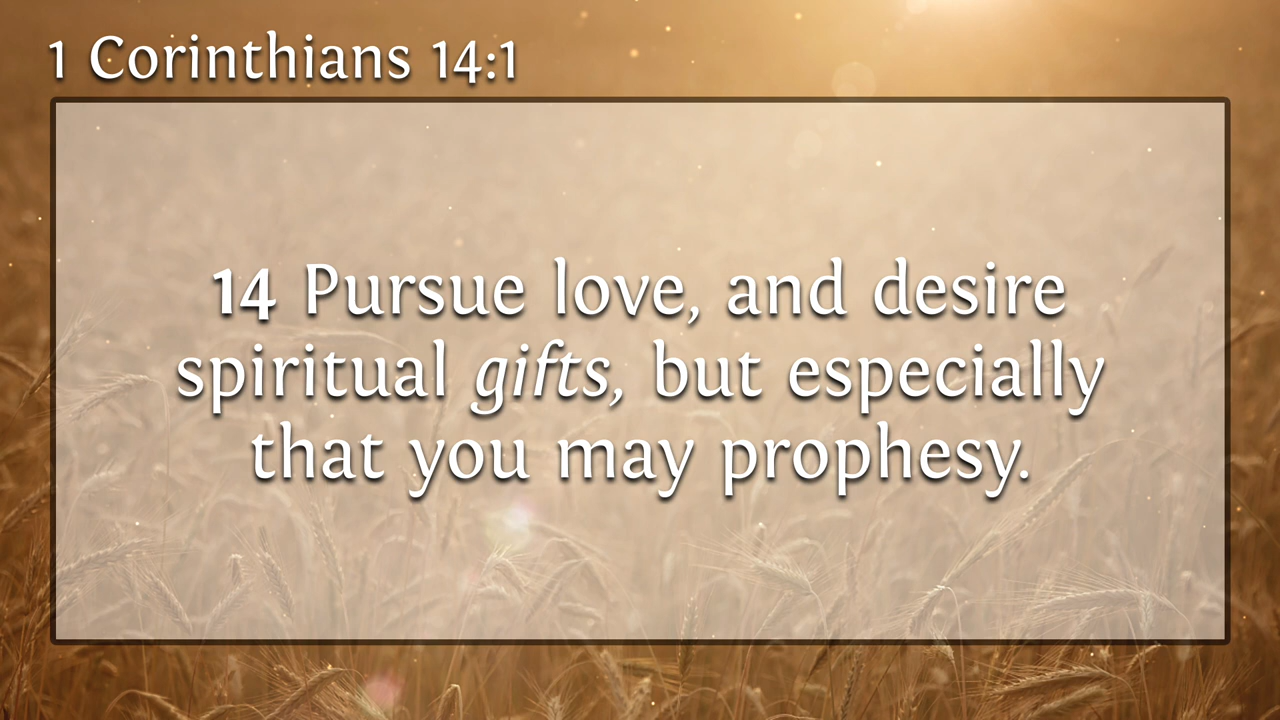 1 Corinthians 14:1
14 Pursue love, and desire
spiritual gifts, but especially
that you may prophesy.